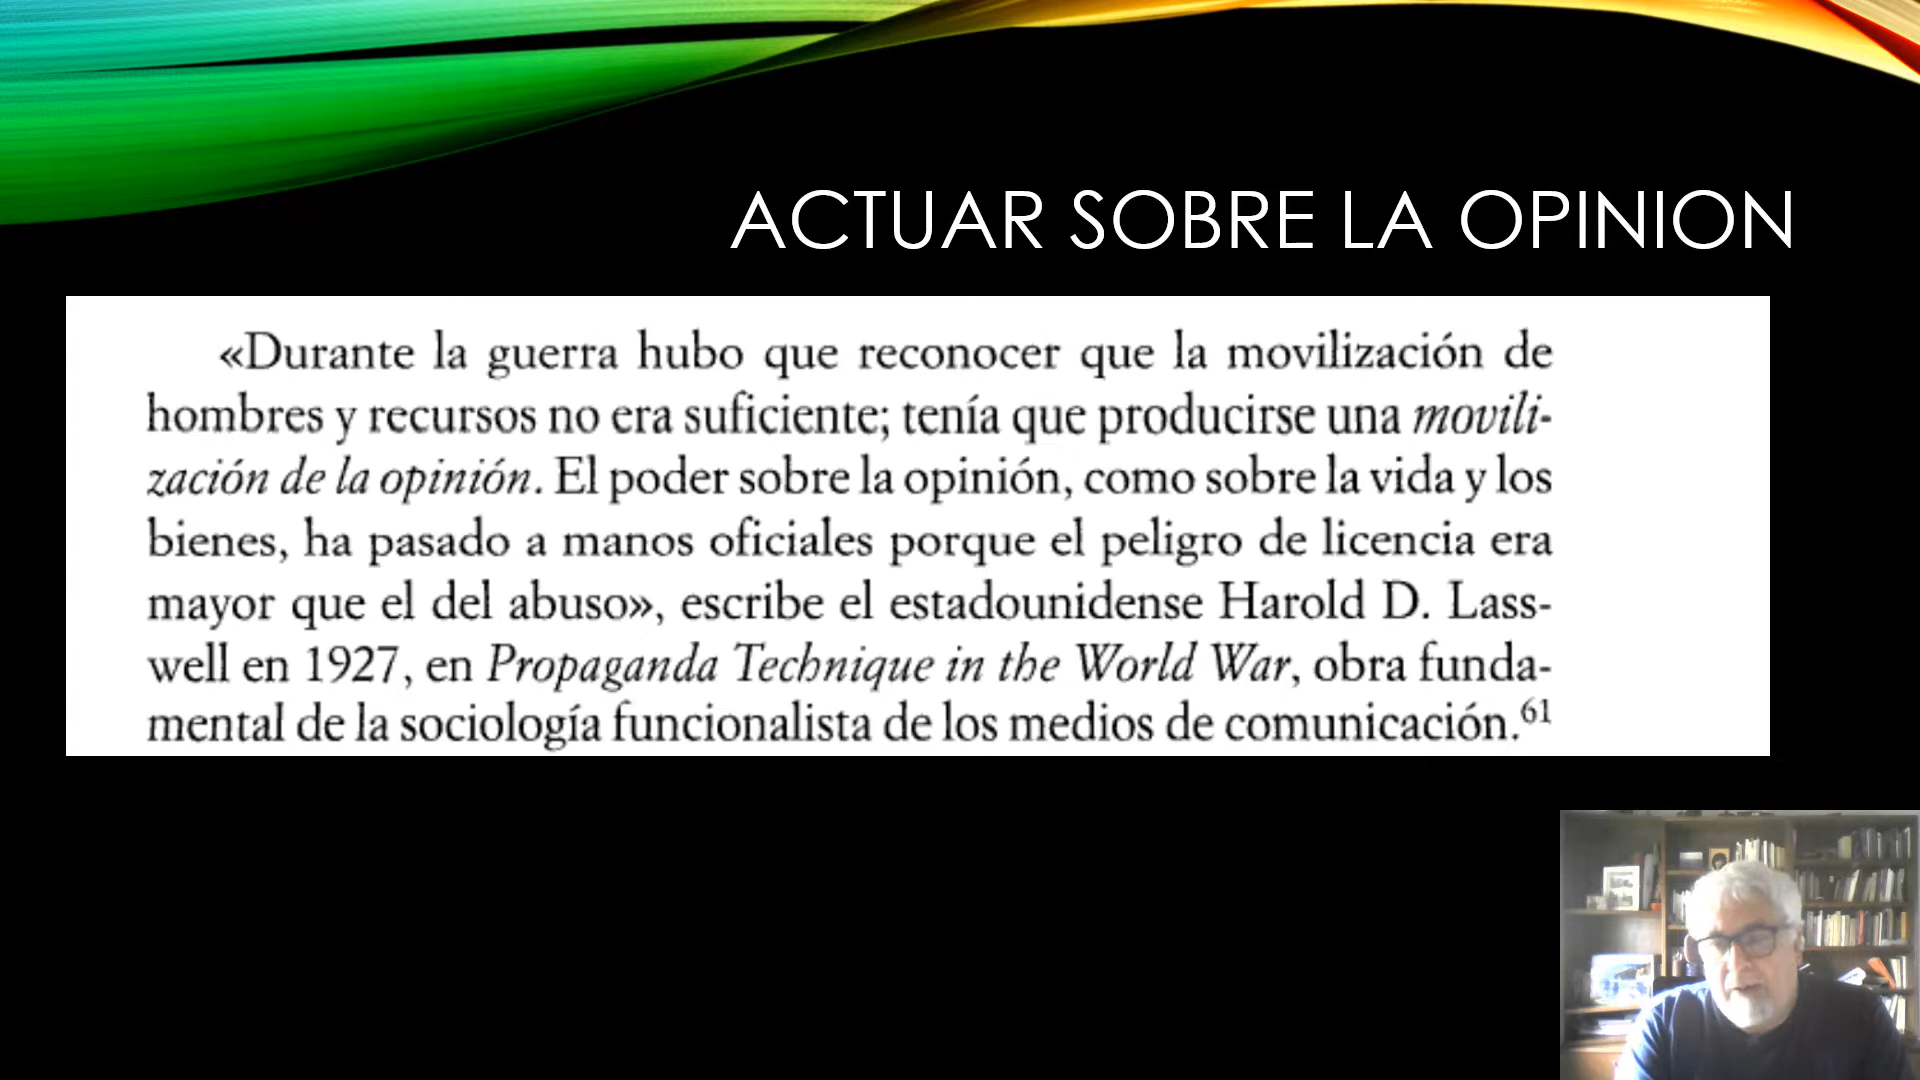 ACTUAR SOBRE LA OPINION
«Durante la guerra hubo que reconocer que la movilización de
hombres y recursos no era suficiente; tenía que producirse una movili-
zación de la opinión. El poder sobre la opinión, como sobre la vida y los
bienes, ha pasado a manos oficiales porque el peligro de licencia era
mayor que el del abuso», escribe el estadounidense Harold D. Lass-
well en 1927, en Propaganda Technique in the World War, obra funda-
mental de la sociología funcionalista de los medios de comunicación.61